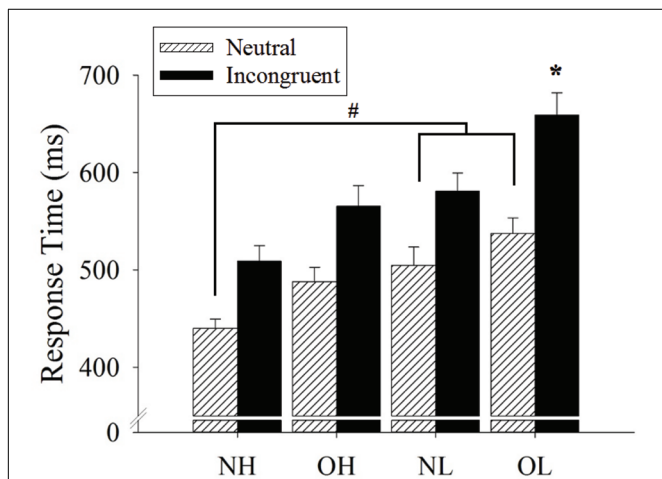 Neutral
Incongruent
Response Time (ms)
700
600
500
400
0
#
*
NH OH NL OL